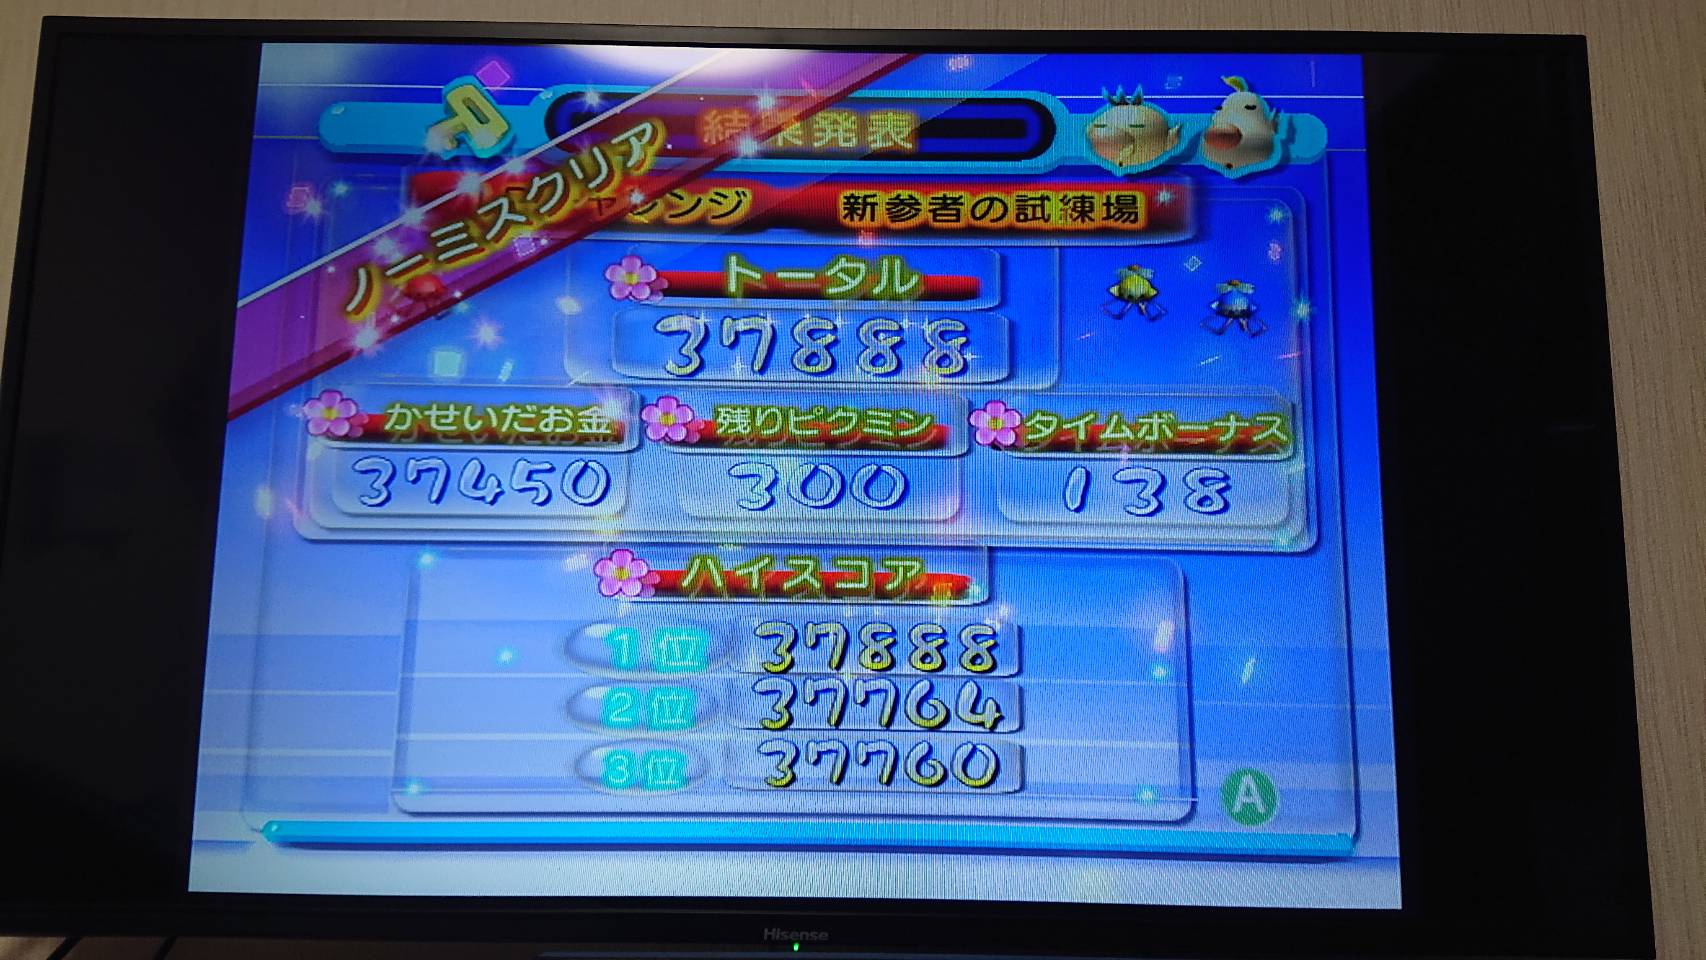 結果発表
ノーミスクリア
チャレンジ 新参者の試練場
トータル
37888
かせいだお金 残りピクミン タイムボーナス
37450 300 138
ハイスコア
1位 37888
2位 37764
3位 37760
A
Hisense